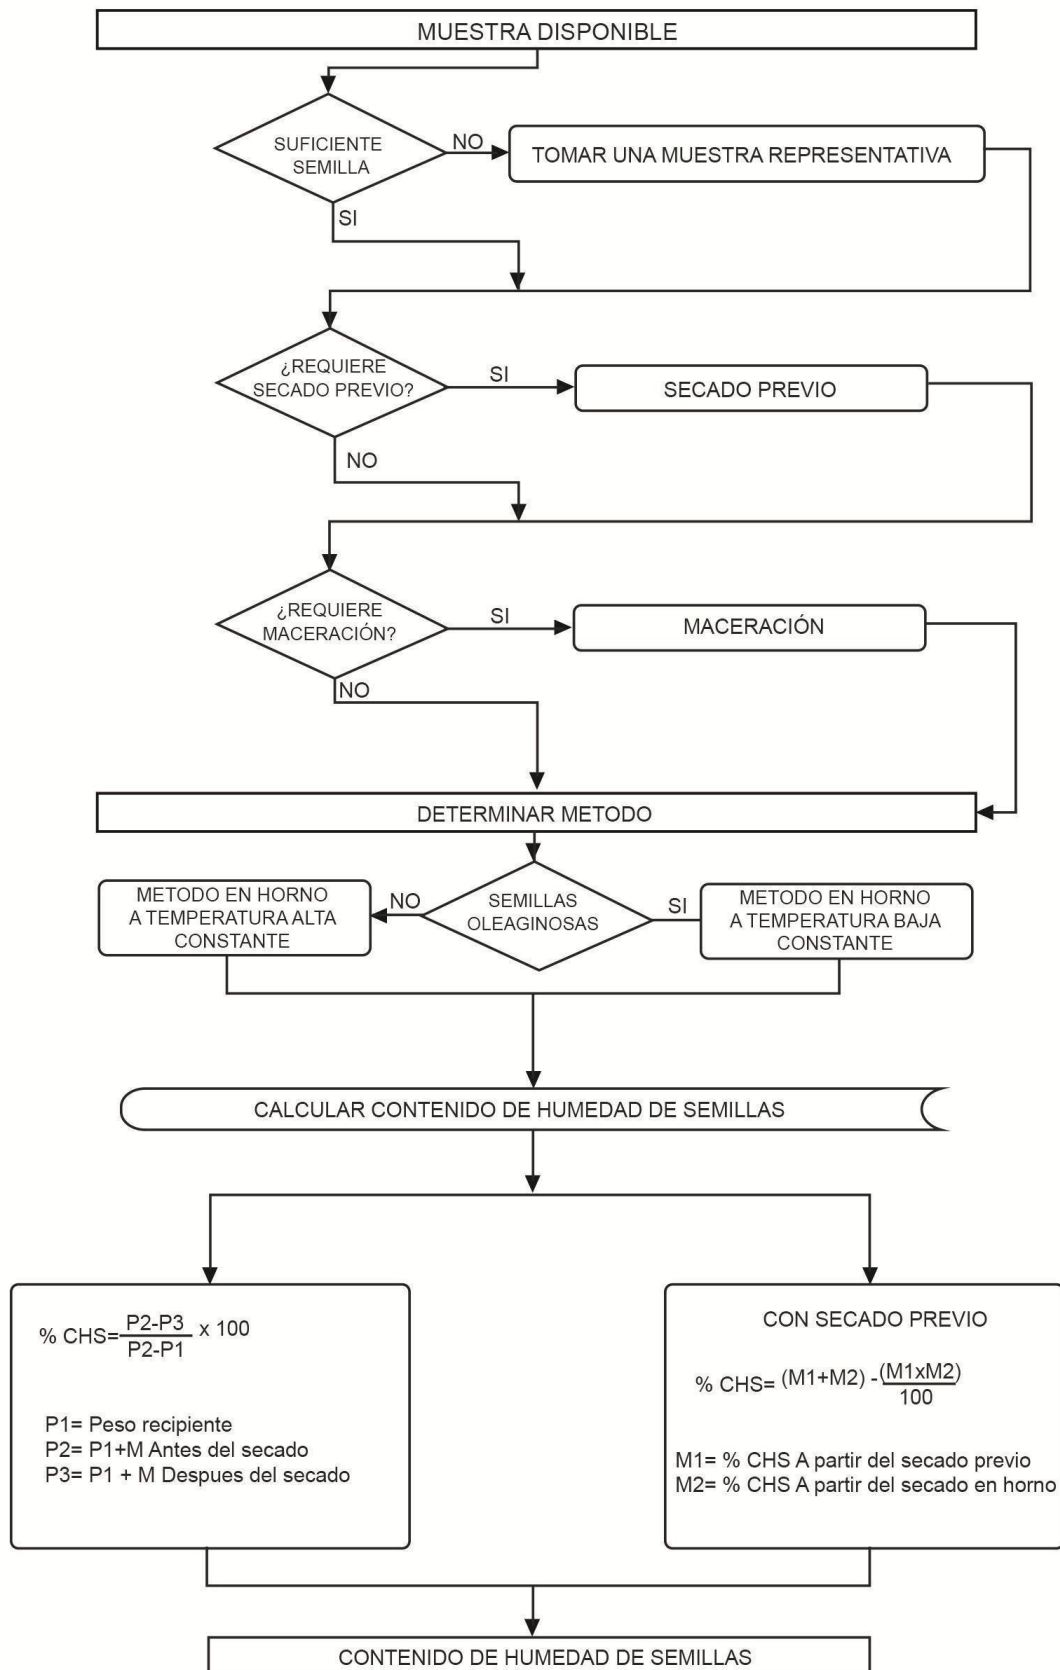 MUESTRA DISPONIBLE
SUFICIENTE
SEMILLA
NO
TOMAR UNA MUESTRA REPRESENTATIVA
SI
¿REQUIERE
SECADO PREVIO?
SI
SECADO PREVIO
NO
¿REQUIERE
MACERACIÓN?
SI
MACERACIÓN
NO
DETERMINAR METODO
METODO EN HORNO
A TEMPERATURA ALTA
CONSTANTE
NO
SEMILLAS
OLEAGINOSAS
SI
METODO EN HORNO
A TEMPERATURA BAJA
CONSTANTE
CALCULAR CONTENIDO DE HUMEDAD DE SEMILLAS
% CHS= P2-P3 x 100
P2-P1
P1= Peso recipiente
P2= P1+M Antes del secado
P3= P1 + M Despues del secado
CON SECADO PREVIO
% CHS= (M1+M2) - (M1xM2)
100
M1= % CHS A partir del secado previo
M2= % CHS A partir del secado en horno
CONTENIDO DE HUMEDAD DE SEMILLAS